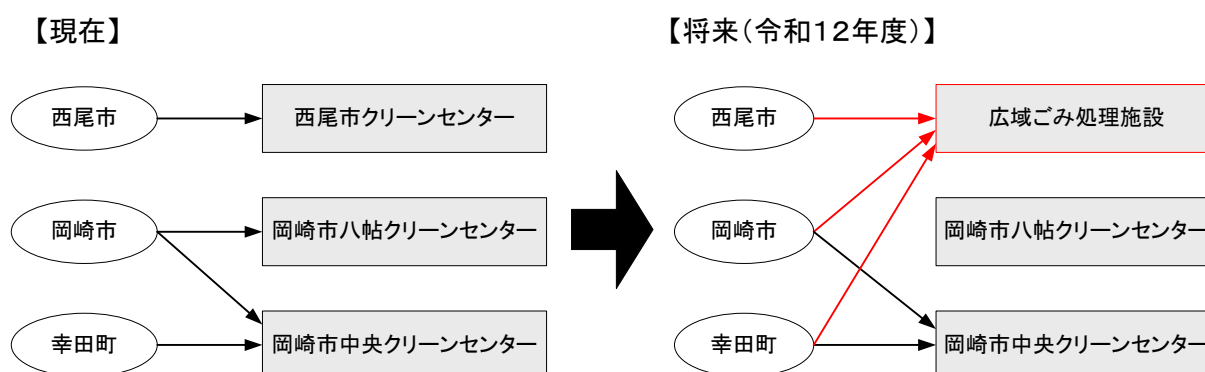 【現在】
西尾市
西尾市クリーンセンター
岡崎市
岡崎市八帖クリーンセンター
幸田町
岡崎市中央クリーンセンター
【将来(令和12年度)】
西尾市
広域ごみ処理施設
岡崎市
岡崎市八帖クリーンセンター
幸田町
岡崎市中央クリーンセンター